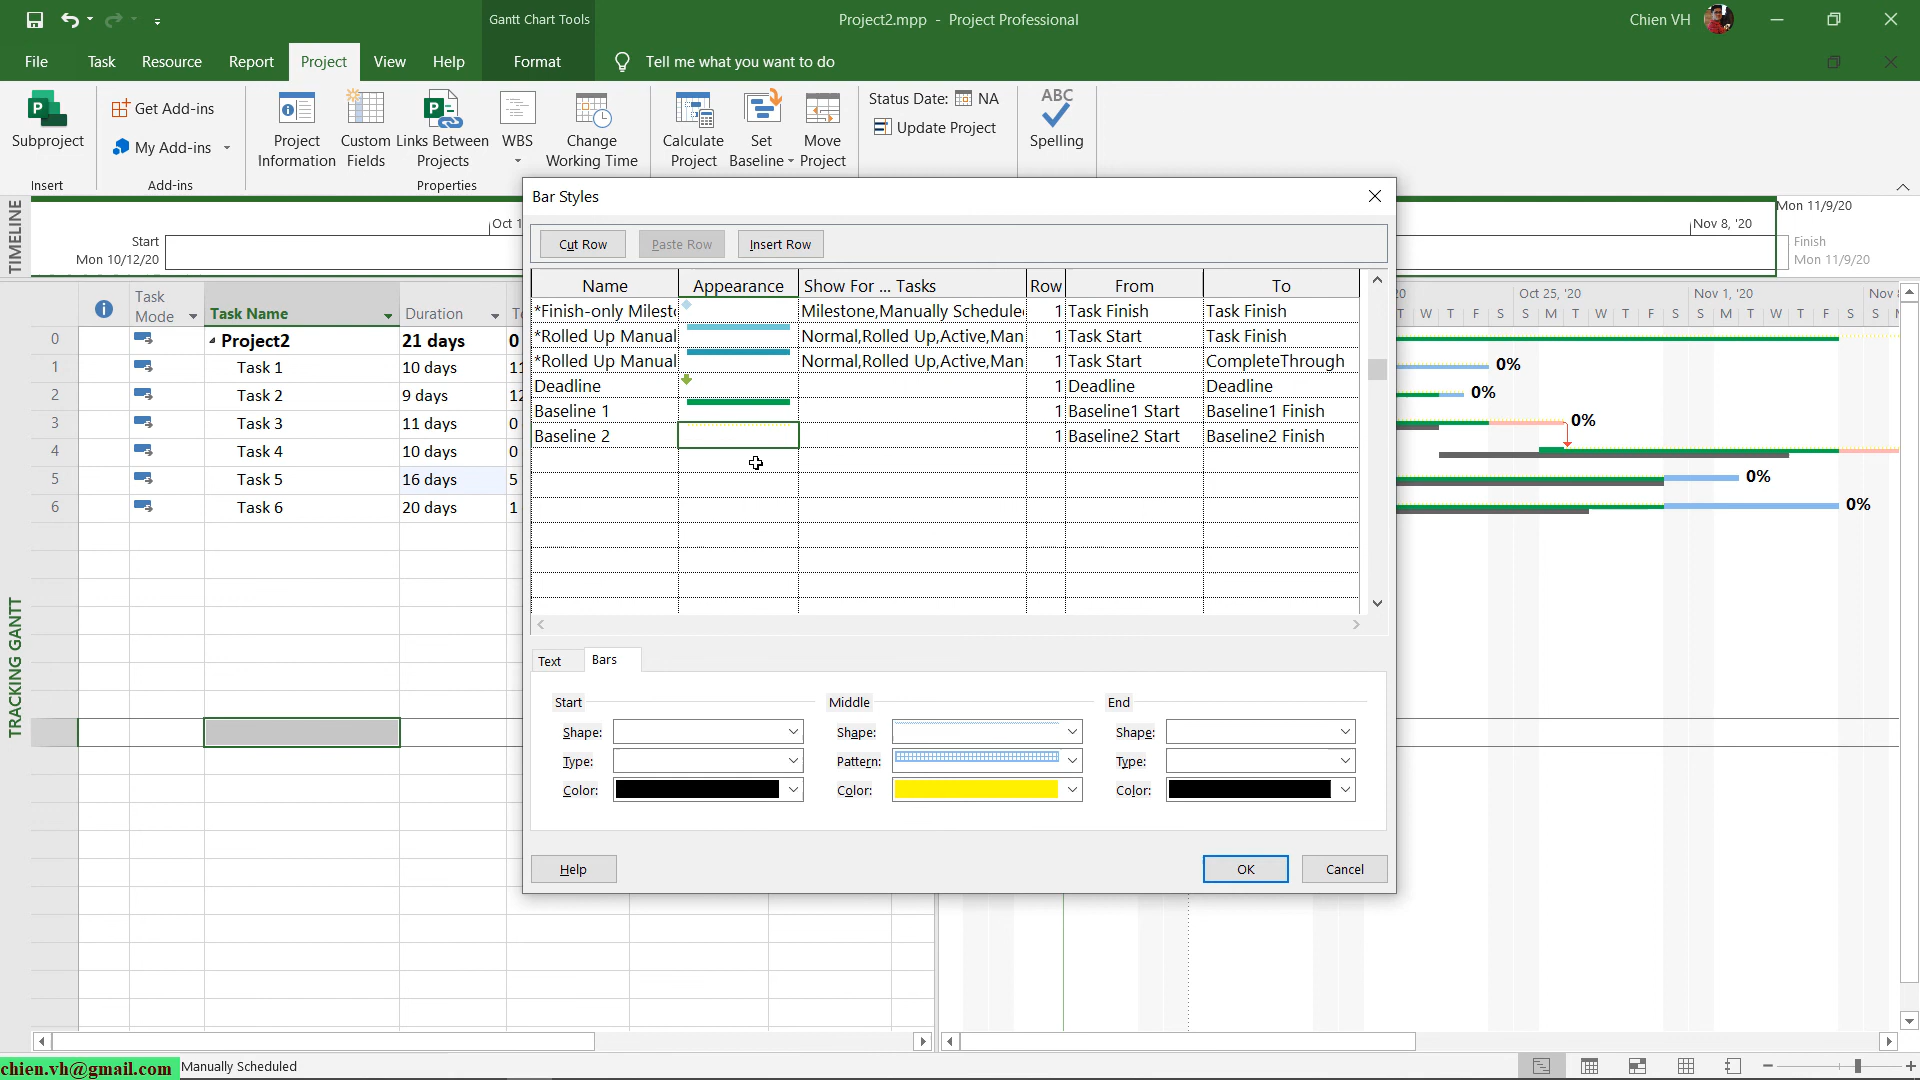 Gantt Chart Tools
Project2.mpp - Project Professional
Chien VH
File Task Resource Report Project View Help Format Tell me what you want to do
Subproject
Get Add-ins
My Add-ins
Project Information
Custom Fields
Links Between Projects
WBS
Change Working Time
Calculate Project
Set Baseline
Move Project
Status Date: NA
Update Project
ABC
Spelling
Insert
Add-ins
Properties
TIMELINE
Start
Mon 10/12/20
Oct 1
Nov 8, '20
Mon 11/9/20
Finish
Mon 11/9/20
Bar Styles
Cut Row Paste Row Insert Row
Name Appearance Show For ... Tasks Row From To
*Finish-only Milest Milestone,Manually Schedule 1 Task Finish Task Finish
*Rolled Up Manual Normal,Rolled Up,Active,Man 1 Task Start Task Finish
*Rolled Up Manual Normal,Rolled Up,Active,Man 1 Task Start CompleteThrough
Deadline 1 Deadline Deadline
Baseline 1 1 Baseline1 Start Baseline1 Finish
Baseline 2 1 Baseline2 Start Baseline2 Finish
Text Bars
Start Middle End
Shape: Shape: Shape:
Type: Pattern: Type:
Color: Color: Color:
Help OK Cancel
Task Mode Task Name Duration
0 Project2 21 days 0
1 Task 1 10 days 11
2 Task 2 9 days 12
3 Task 3 11 days 0
4 Task 4 10 days 0
5 Task 5 16 days 5
6 Task 6 20 days 1
TRACKING GANTT
20 Oct 25, '20 Nov 1, '20 Nov
T W T F S S M T W T F S S M T W T F S S M
0%
0%
0%
0%
0%
chien.vh@gmail.com Manually Scheduled